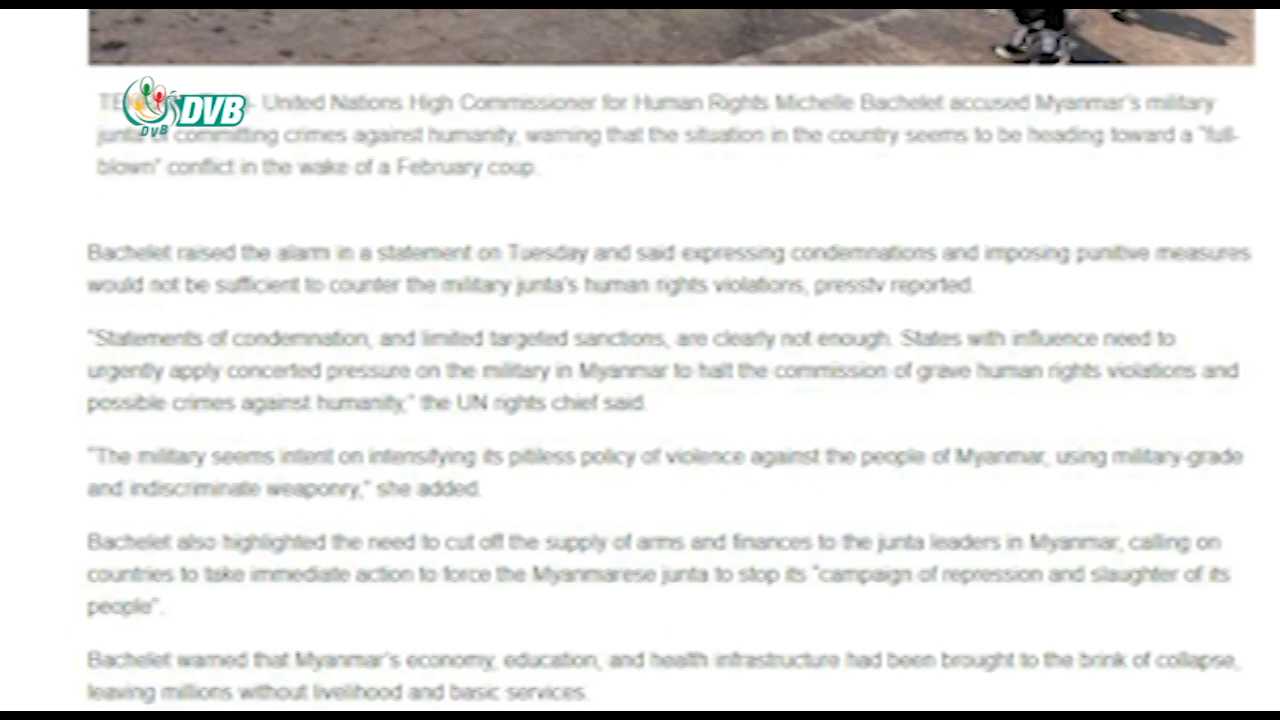 DVB
DVB
TE - United Nations High Commissioner for Human Rights Michelle Bachelet accused Myanmar's military
junta of committing crimes against humanity, warning that the situation in the country seems to be heading toward a "full-
blown" conflict in the wake of a February coup.
Bachelet raised the alarm in a statement on Tuesday and said expressing condemnations and imposing punitive measures
would not be sufficient to counter the military junta's human rights violations, presstv reported.
"Statements of condemnation, and limited targeted sanctions, are clearly not enough. States with influence need to
urgently apply concerted pressure on the military in Myanmar to halt the commission of grave human rights violations and
possible crimes against humanity," the UN rights chief said.
"The military seems intent on intensifying its pitiless policy of violence against the people of Myanmar, using military-grade
and indiscriminate weaponry," she added.
Bachelet also highlighted the need to cut off the supply of arms and finances to the junta leaders in Myanmar, calling on
countries to take immediate action to force the Myanmarese junta to stop its "campaign of repression and slaughter of its
people".
Bachelet warned that Myanmar's economy, education, and health infrastructure had been brought to the brink of collapse,
leaving millions without livelihood and basic services.